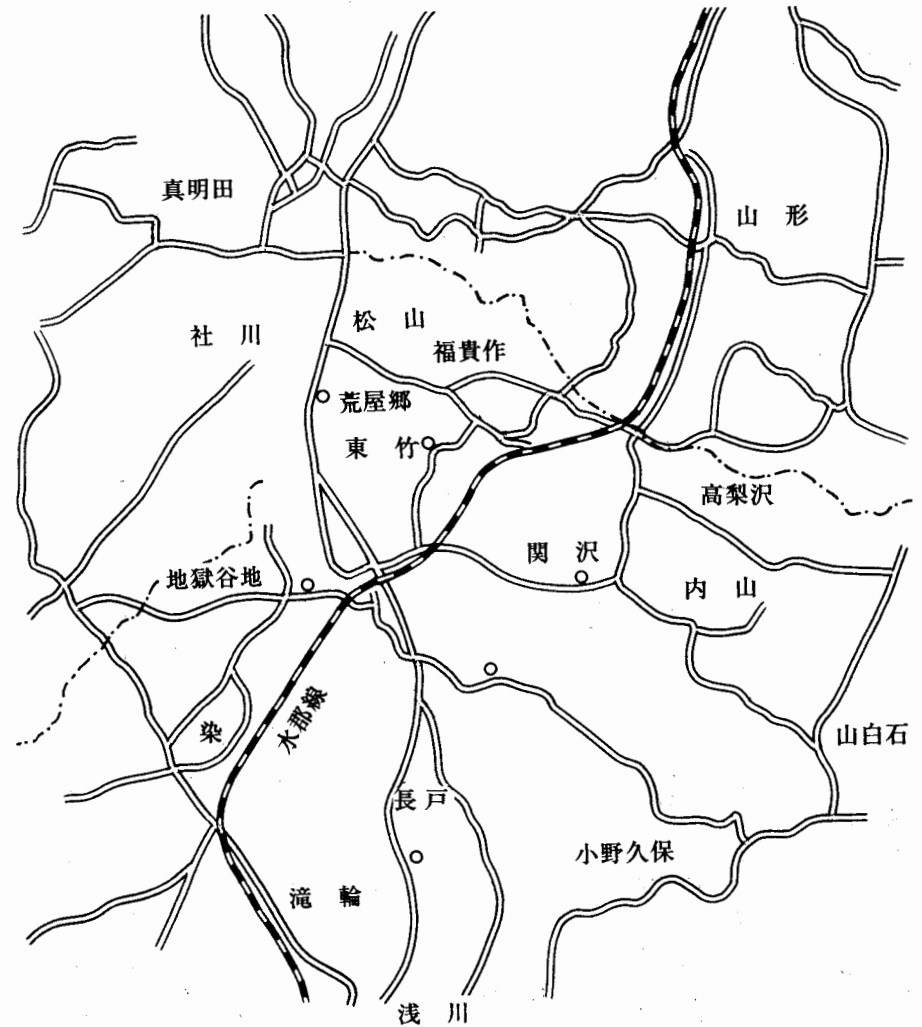 真明田
山形
社川
松山
福貴作
荒屋郷
東竹
高梨沢
関沢
地獄谷地
内山
染
水郡線
山白石
長戸
小野久保
滝輪
浅川